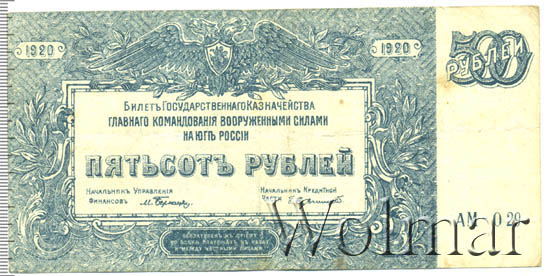 1920
1920
500
РУБЛЕЙ
БИЛЕТЪ ГОСУДАРСТВЕННАГО КАЗНАЧЕЙСТВА
ГЛАВНАГО КОМАНДОВАНІЯ ВООРУЖЕННЫМИ СИЛАМИ
НА ЮГѢ РОССІИ
ПЯТЬСОТЪ РУБЛЕЙ
НАЧАЛЬНИКЪ УПРАВЛЕНІЯ
ФИНАНСОВЪ
НАЧАЛЬНИКЪ КРЕДИТНОЙ
ЧАСТИ
АМ
Wolmar